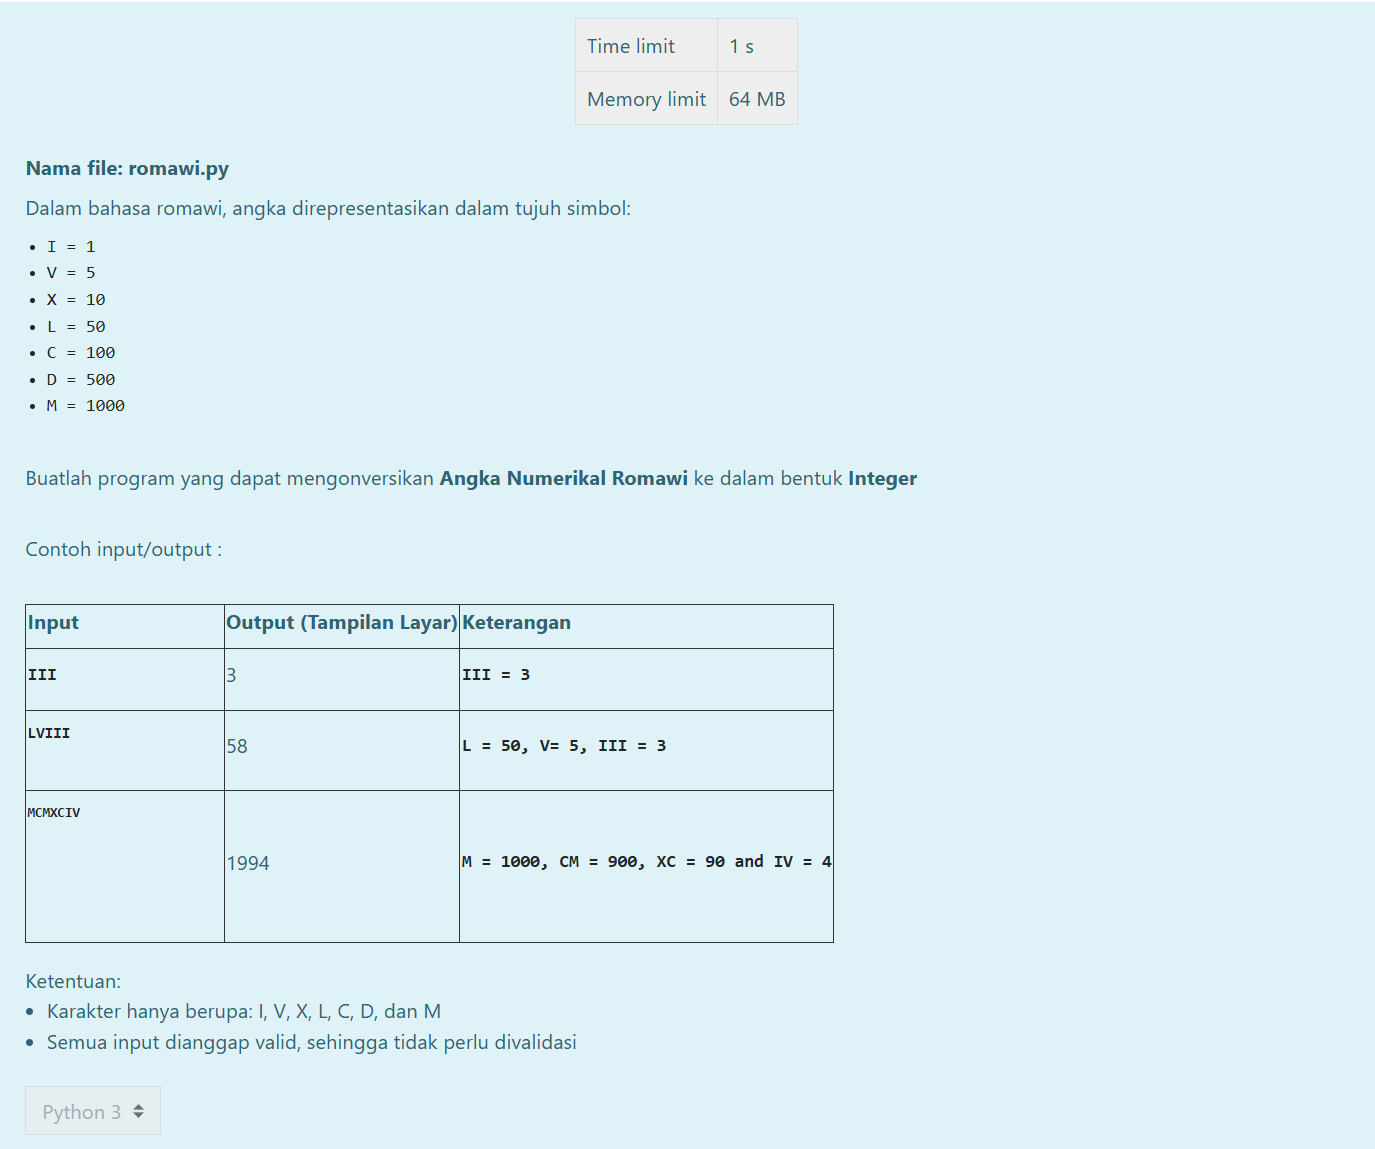 Time limit 1 s
Memory limit 64 MB
Nama file: romawi.py
Dalam bahasa romawi, angka direpresentasikan dalam tujuh simbol:
• I = 1
• V = 5
• X = 10
• L = 50
• C = 100
• D = 500
• M = 1000
Buatlah program yang dapat mengonversikan Angka Numerikal Romawi ke dalam bentuk Integer
Contoh input/output :
Input Output (Tampilan Layar) Keterangan
III 3 III = 3
LVIII 58 L = 50, V= 5, III = 3
MCMXCIV 1994 M = 1000, CM = 900, XC = 90 and IV = 4
Ketentuan:
• Karakter hanya berupa: I, V, X, L, C, D, dan M
• Semua input dianggap valid, sehingga tidak perlu divalidasi
Python 3